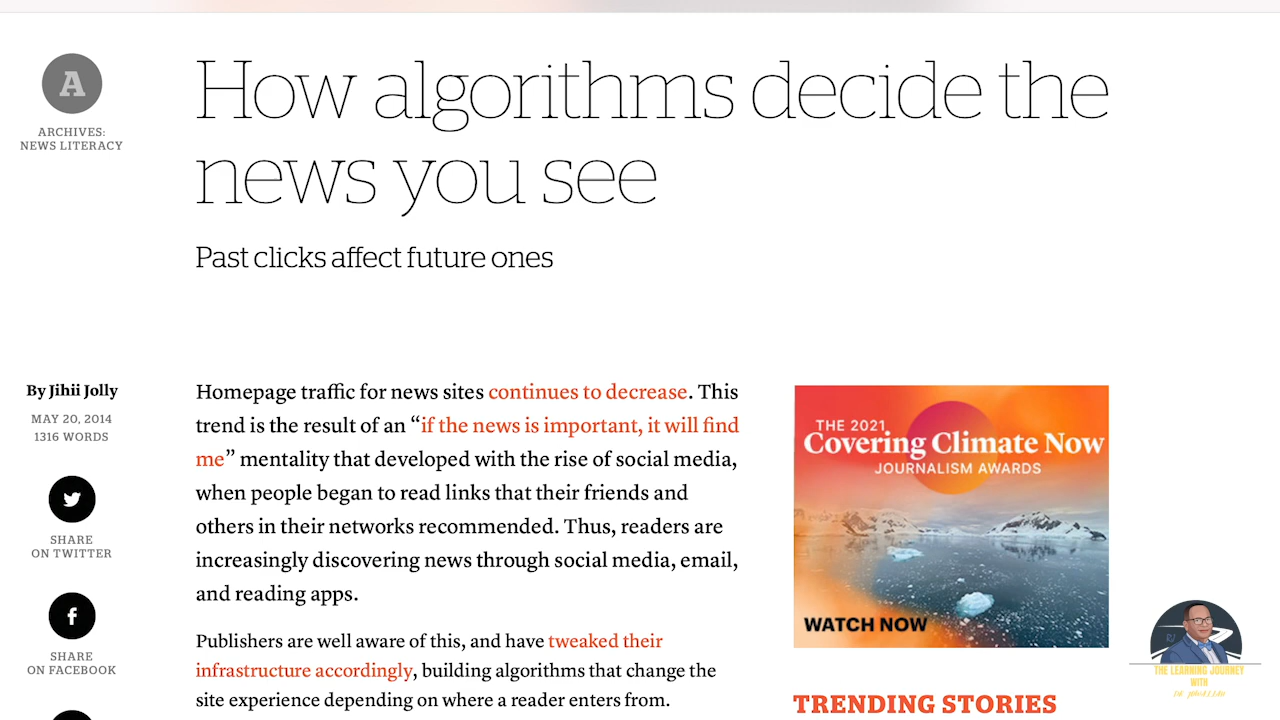 A
ARCHIVES:
NEWS LITERACY
How algorithms decide the
news you see
Past clicks affect future ones
By Jihii Jolly
MAY 20, 2014
1316 WORDS
SHARE
ON TWITTER
SHARE
ON FACEBOOK
Homepage traffic for news sites continues to decrease. This
trend is the result of an “if the news is important, it will find
me” mentality that developed with the rise of social media,
when people began to read links that their friends and
others in their networks recommended. Thus, readers are
increasingly discovering news through social media, email,
and reading apps.
Publishers are well aware of this, and have tweaked their
infrastructure accordingly, building algorithms that change the
site experience depending on where a reader enters from.
THE 2021
Covering Climate Now
JOURNALISM AWARDS
WATCH NOW
TRENDING STORIES
THE LEARNING JOURNEY
WITH